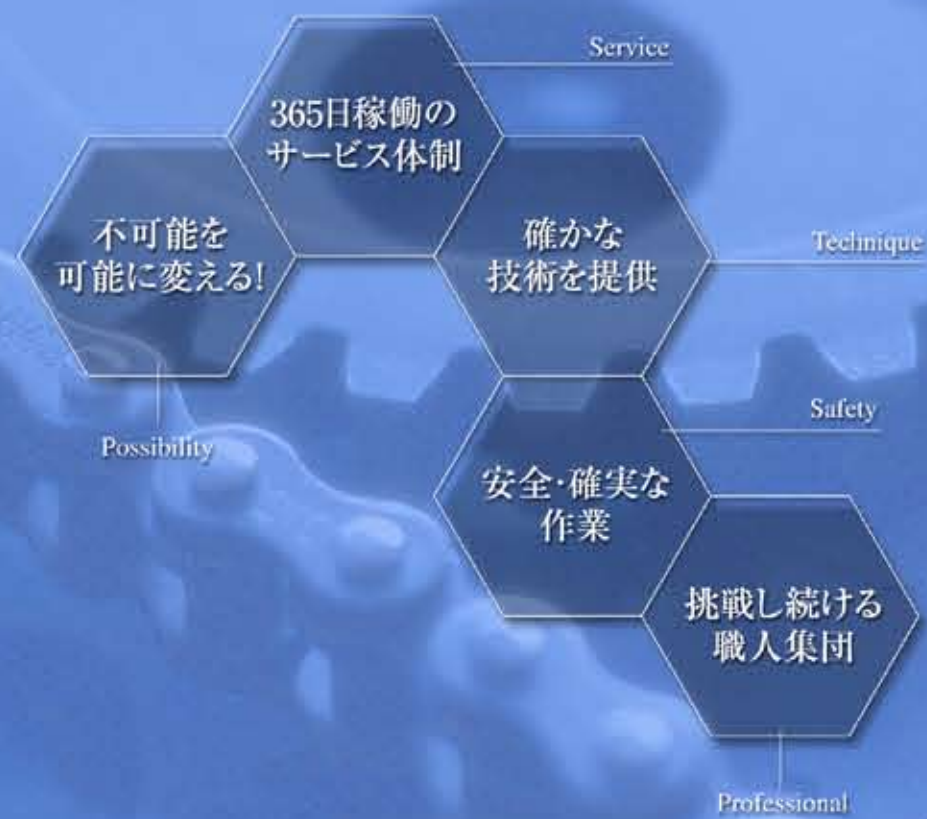 Service
365日稼働の
サービス体制
不可能を
可能に変える!
Possibility
確かな
技術を提供
Technique
安全・確実な
作業
Safety
挑戦し続ける
職人集団
Professional